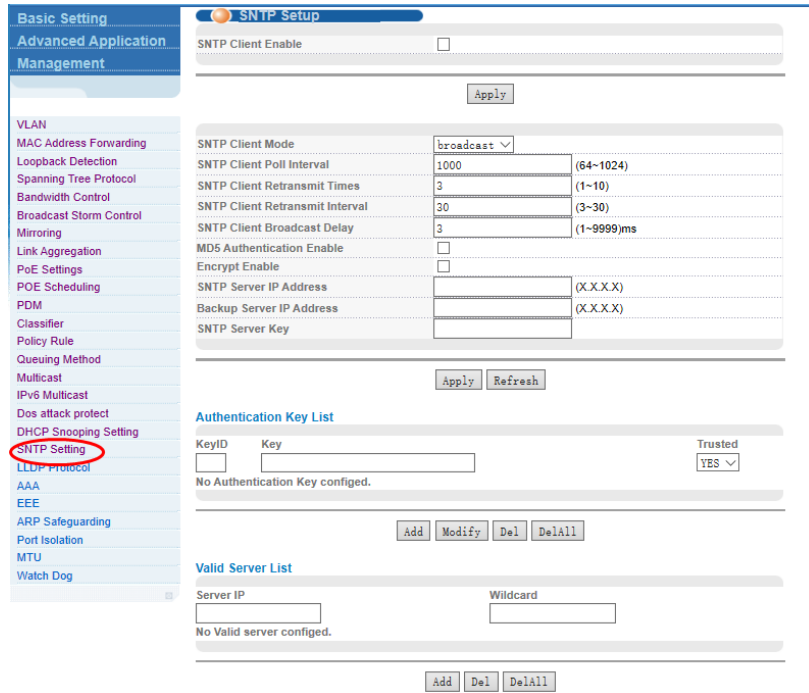 Basic Setting
Advanced Application
Management
VLAN
MAC Address Forwarding
Loopback Detection
Spanning Tree Protocol
Bandwidth Control
Broadcast Storm Control
Mirroring
Link Aggregation
PoE Settings
POE Scheduling
PDM
Classifier
Policy Rule
Queuing Method
Multicast
IPv6 Multicast
Dos attack protect
DHCP Snooping Setting
SNTP Setting
LLDP Protocol
AAA
EEE
ARP Safeguarding
Port Isolation
MTU
Watch Dog
SNTP Setup
SNTP Client Enable
Apply
SNTP Client Mode broadcast
SNTP Client Poll Interval 1000 (64~1024)
SNTP Client Retransmit Times 3 (1~10)
SNTP Client Retransmit Interval 30 (3~30)
SNTP Client Broadcast Delay 3 (1~9999)ms
MD5 Authentication Enable
Encrypt Enable
SNTP Server IP Address (X.X.X.X)
Backup Server IP Address (X.X.X.X)
SNTP Server Key
Apply Refresh
Authentication Key List
KeyID Key Trusted
YES
No Authentication Key configed.
Add Modify Del DelAll
Valid Server List
Server IP Wildcard
No Valid server configed.
Add Del DelAll